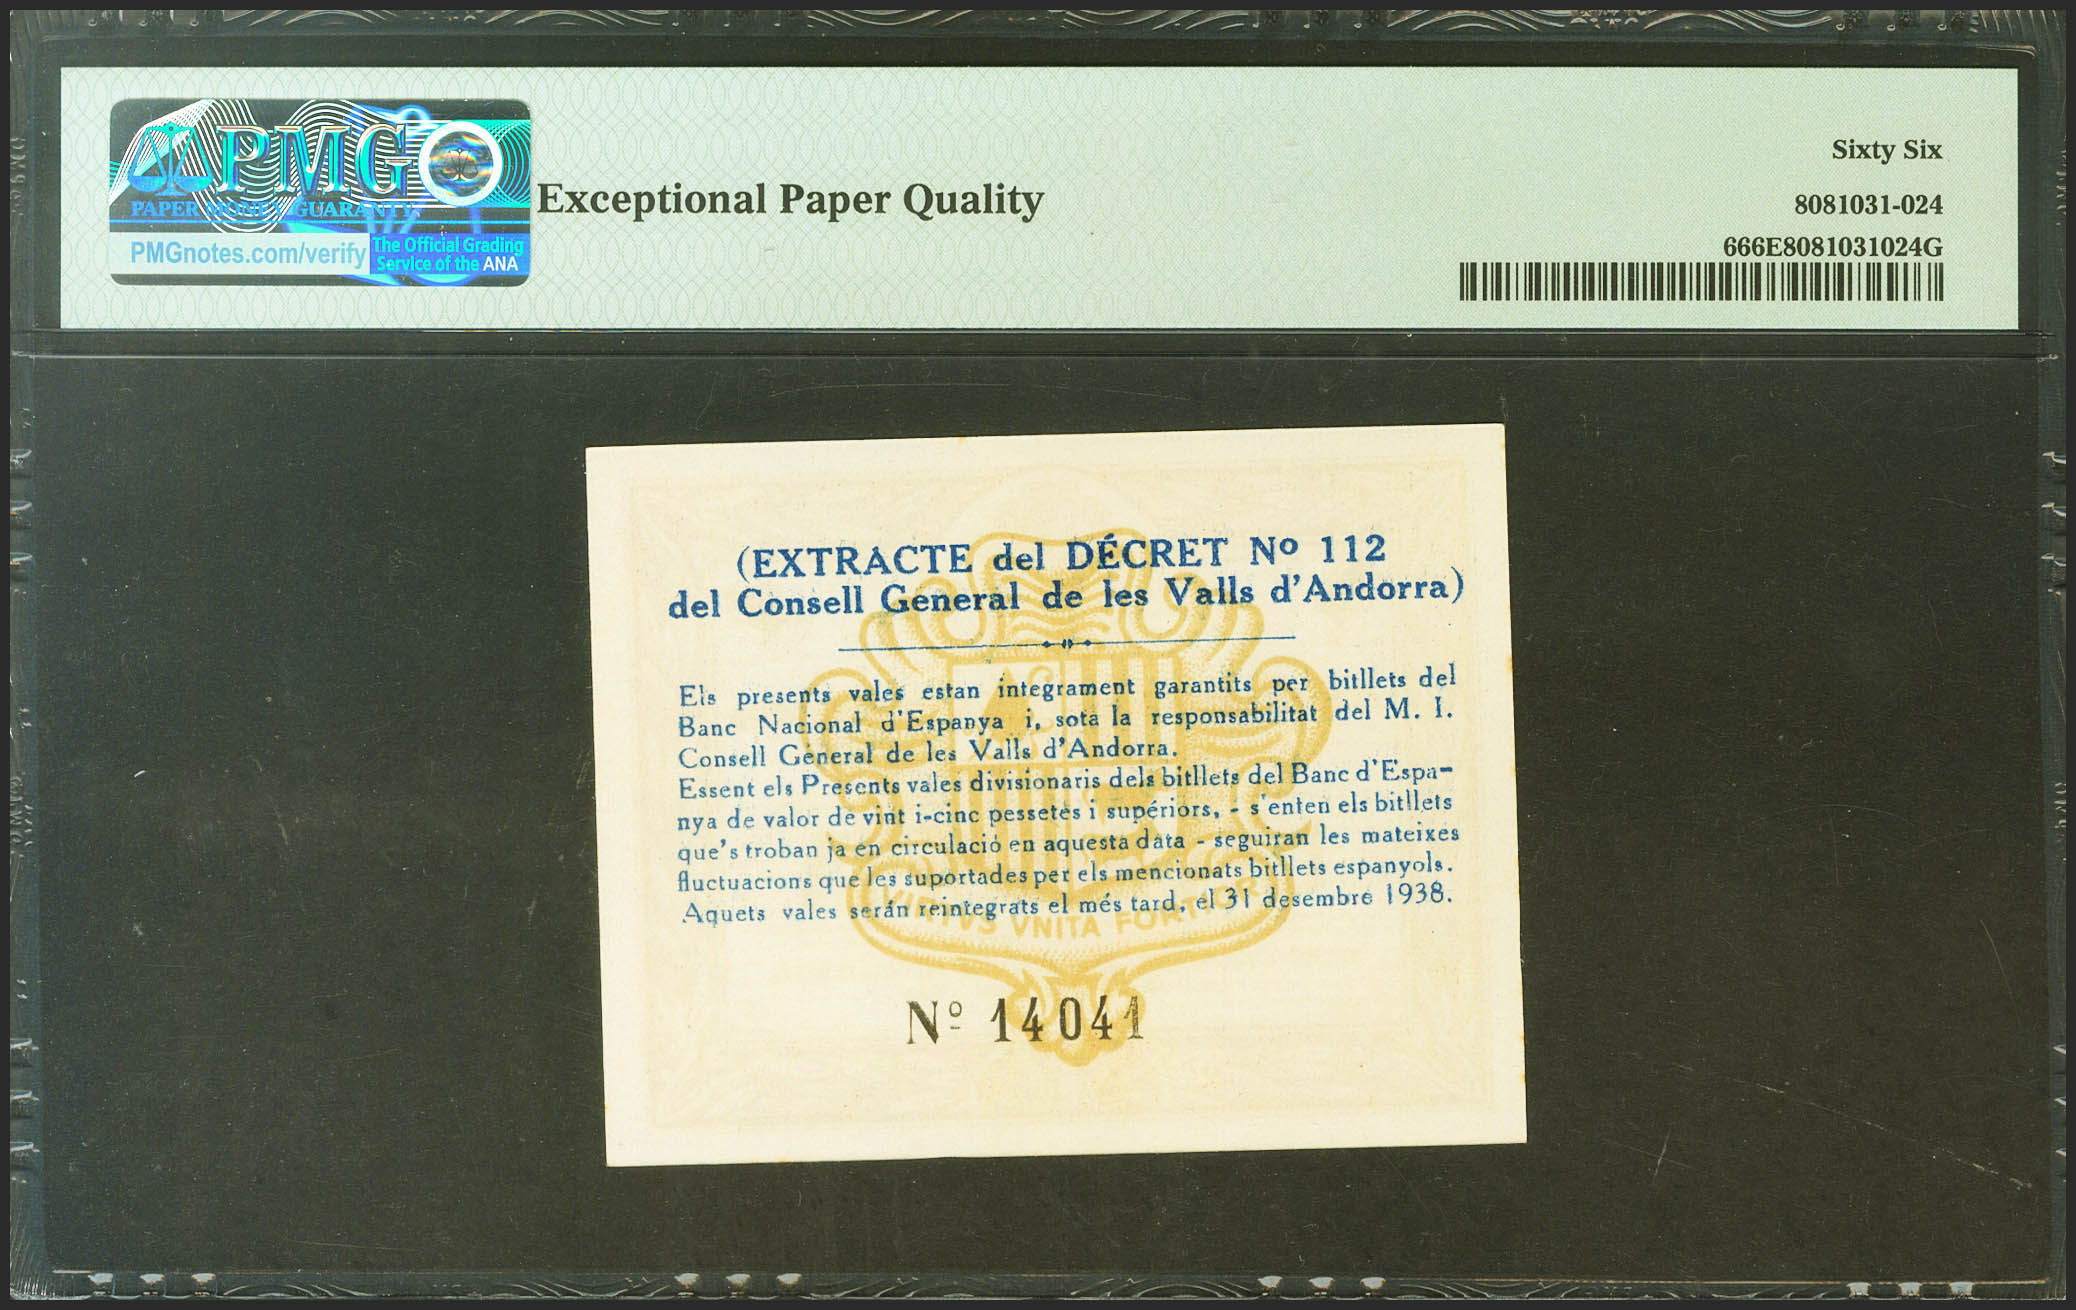 PMG
PAPER MONEY GUARANTY
PMGnotes.com/verify
The Official Grading
Service of the ANA
Exceptional Paper Quality
Sixty Six
8081031-024
666E8081031024G
(EXTRACTE del DÉCRET Nº 112
del Consell General de les Valls d'Andorra)
Els presents vales estan íntegrament garantits per bitllets del
Banc Nacional d'Espanya i, sota la responsabilitat del M. I.
Consell Géneral de les Valls d'Andorra.
Essent els Presents vales divisionaris dels bitllets del Banc d'Espa-
nya de valor de vint i-cinc pessetes i supériors, - s'enten els bitllets
que's troban ja en circulació en aquesta data - seguiran les mateixes
fluctuacions que les suportades per els mencionats bitllets espanyols.
Aquets vales serán reintegrats el més tard, el 31 desembre 1938.
VIRTVS VNITA FORTIOR
Nº 14041